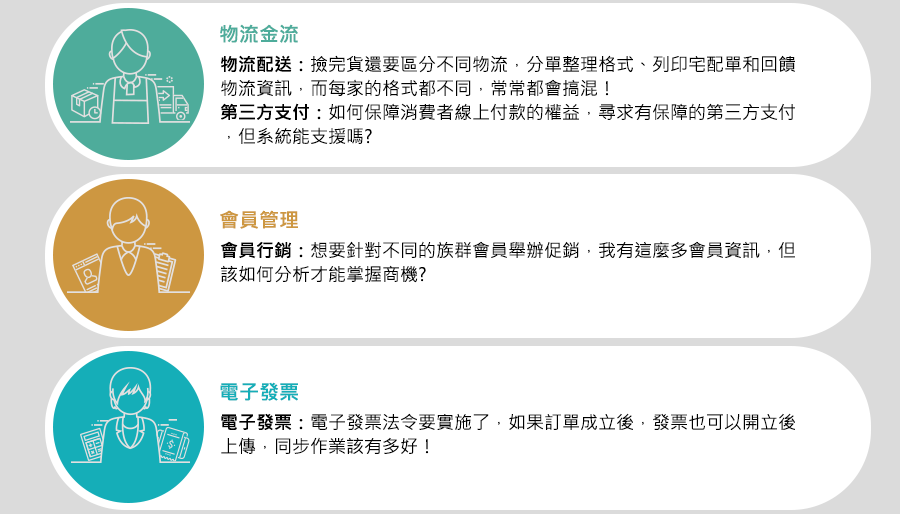 物流金流
物流配送：撿完貨還要區分不同物流，分單整理格式、列印宅配單和回饋
物流資訊，而每家的格式都不同，常常都會搞混！
第三方支付：如何保障消費者線上付款的權益，尋求有保障的第三方支付
，但系統能支援嗎?
會員管理
會員行銷：想要針對不同的族群會員舉辦促銷，我有這麼多會員資訊，但
該如何分析才能掌握商機?
電子發票
電子發票：電子發票法令要實施了，如果訂單成立後，發票也可以開立後
上傳，同步作業該有多好！